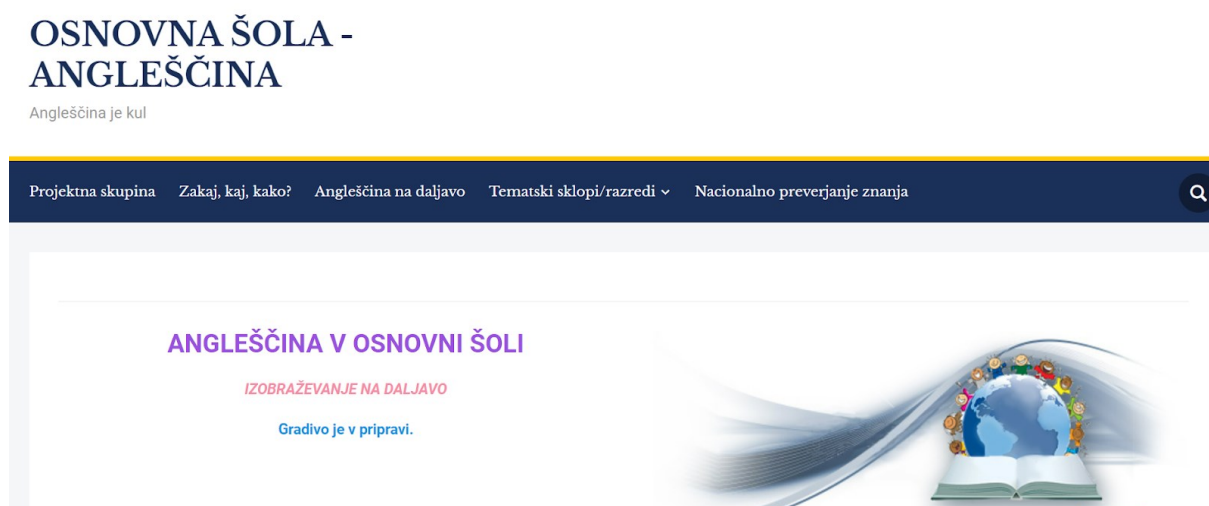 OSNOVNA ŠOLA -
ANGLEŠČINA
Angleščina je kul
Projektna skupina Zakaj, kaj, kako? Angleščina na daljavo Tematski sklopi/razredi Nacionalno preverjanje znanja
ANGLEŠČINA V OSNOVNI ŠOLI
IZOBRAŽEVANJE NA DALJAVO
Gradivo je v pripravi.